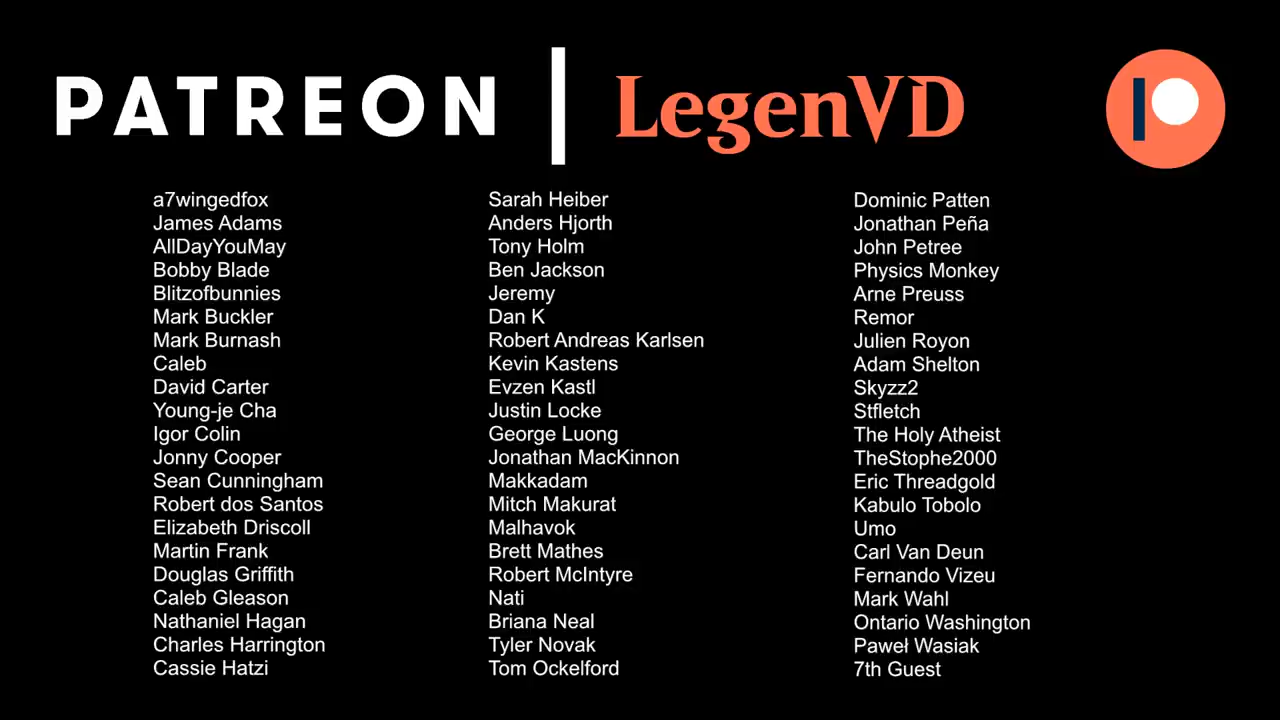 PATREON | LegenVD
a7wingedfox
James Adams
AllDayYouMay
Bobby Blade
Blitzofbunnies
Mark Buckler
Mark Burnash
Caleb
David Carter
Young-je Cha
Igor Colin
Jonny Cooper
Sean Cunningham
Robert dos Santos
Elizabeth Driscoll
Martin Frank
Douglas Griffith
Caleb Gleason
Nathaniel Hagan
Charles Harrington
Cassie Hatzi
Sarah Heiber
Anders Hjorth
Tony Holm
Ben Jackson
Jeremy
Dan K
Robert Andreas Karlsen
Kevin Kastens
Evzen Kastl
Justin Locke
George Luong
Jonathan MacKinnon
Makkadam
Mitch Makurat
Malhavok
Brett Mathes
Robert McIntyre
Nati
Briana Neal
Tyler Novak
Tom Ockelford
Dominic Patten
Jonathan Peña
John Petree
Physics Monkey
Arne Preuss
Remor
Julien Royon
Adam Shelton
Skyzz2
Stfletch
The Holy Atheist
TheStophe2000
Eric Threadgold
Kabulo Tobolo
Umo
Carl Van Deun
Fernando Vizeu
Mark Wahl
Ontario Washington
Paweł Wasiak
7th Guest